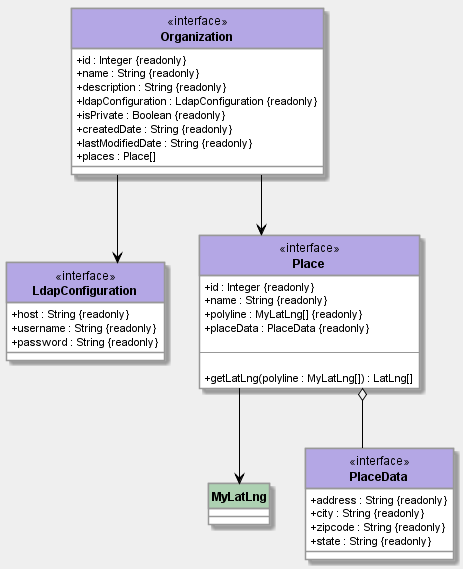 «interface»
Organization
+id : Integer {readonly}
+name : String {readonly}
+description : String {readonly}
+ldapConfiguration : LdapConfiguration {readonly}
+isPrivate : Boolean {readonly}
+createdDate : String {readonly}
+lastModifiedDate : String {readonly}
+places : Place[]
«interface»
LdapConfiguration
+host : String {readonly}
+username : String {readonly}
+password : String {readonly}
«interface»
Place
+id : Integer {readonly}
+name : String {readonly}
+polyline : MyLatLng[] {readonly}
+placeData : PlaceData {readonly}
+getLatLng(polyline : MyLatLng[]) : LatLng[]
MyLatLng
«interface»
PlaceData
+address : String {readonly}
+city : String {readonly}
+zipcode : String {readonly}
+state : String {readonly}